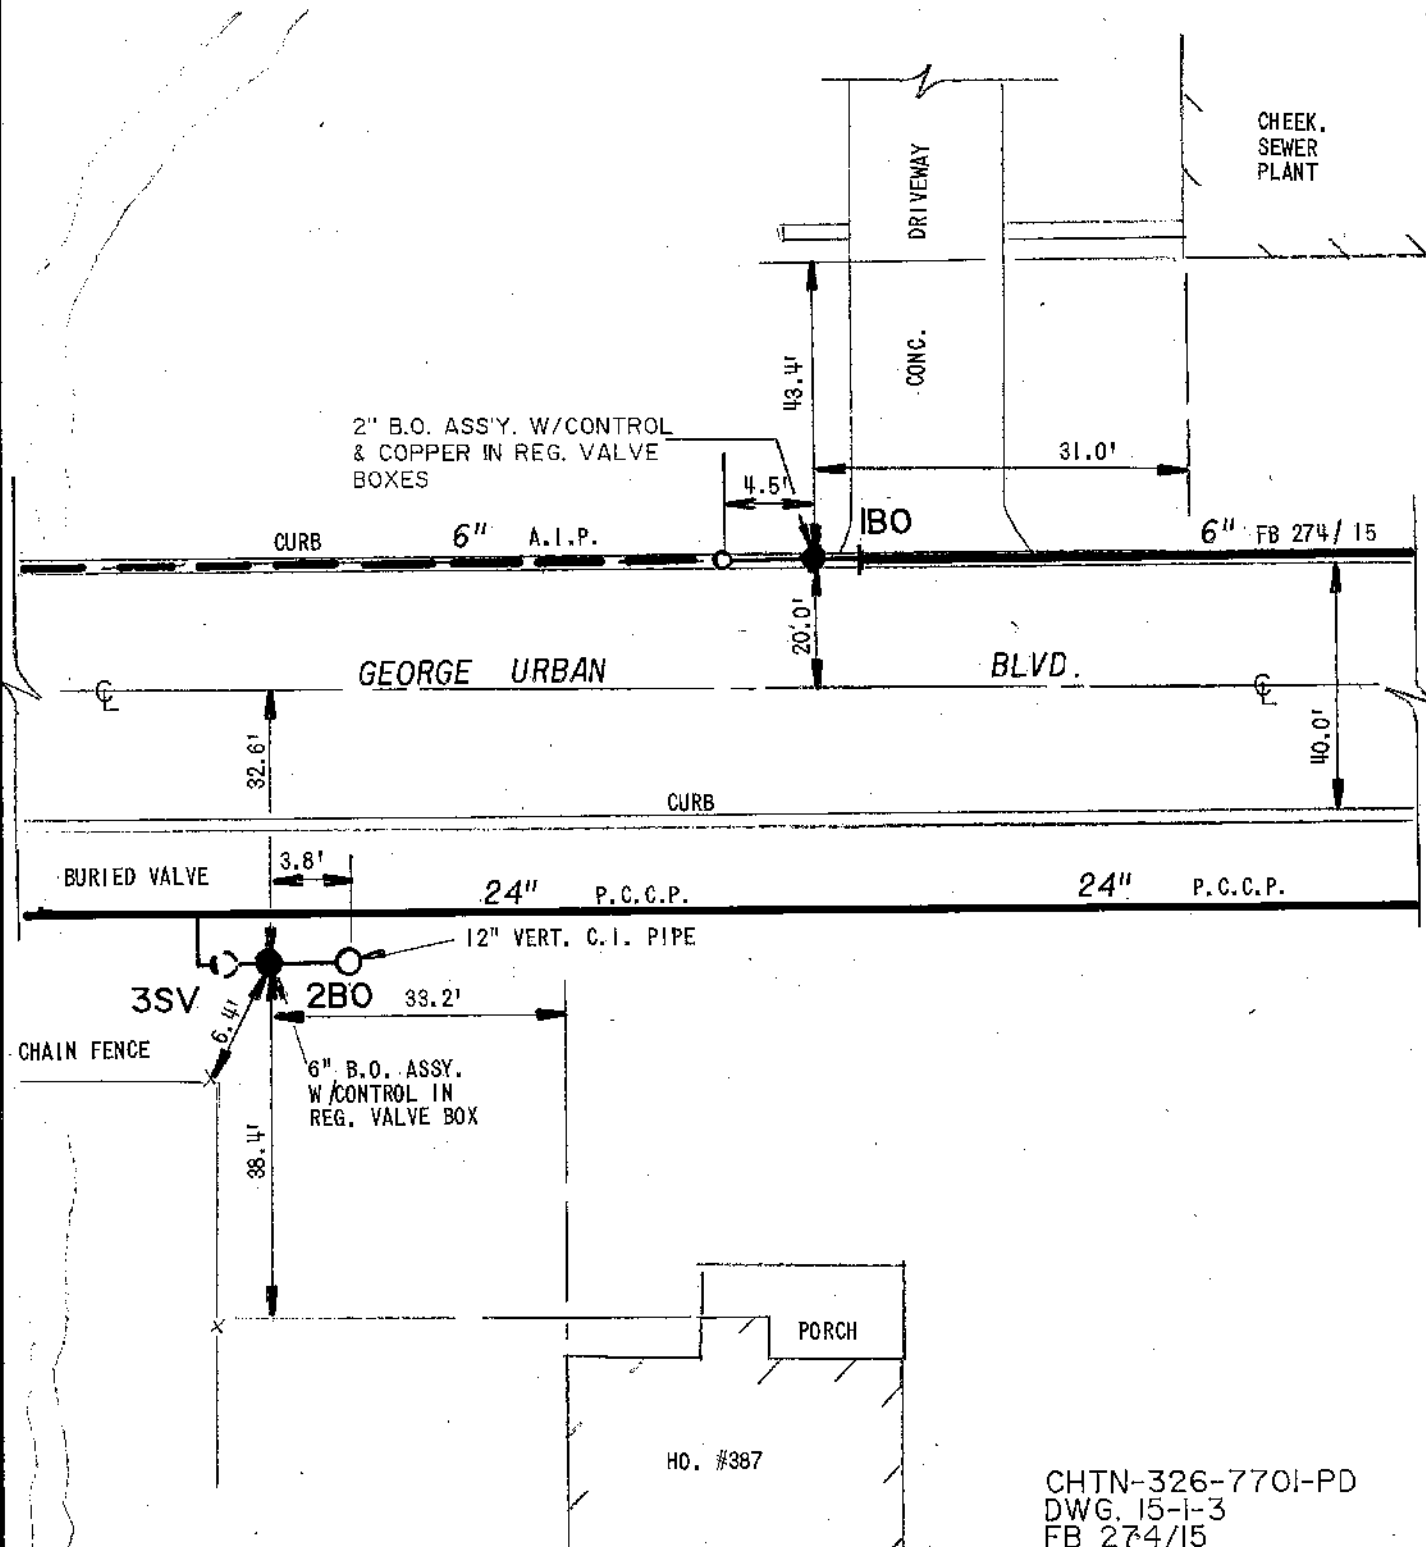 CHEEK.
SEWER
PLANT
DRIVEWAY
CONC.
43.4'
2" B.O. ASS'Y. W/CONTROL
& COPPER IN REG. VALVE
BOXES
31.0'
4.5'
1BO
CURB
6" A.I.P.
6" FB 274/ 15
20.0'
GEORGE URBAN BLVD.
℄
℄
32.6'
40.0'
CURB
BURIED VALVE
3.8'
24" P.C.C.P.
24" P.C.C.P.
12" VERT. C.I. PIPE
3SV
2BO
33.2'
6.4'
CHAIN FENCE
6" B.O. ASSY.
W/CONTROL IN
REG. VALVE BOX
38.4'
PORCH
HO. #387
CHTN-326-7701-PD
DWG. 15-1-3
FB 274/15